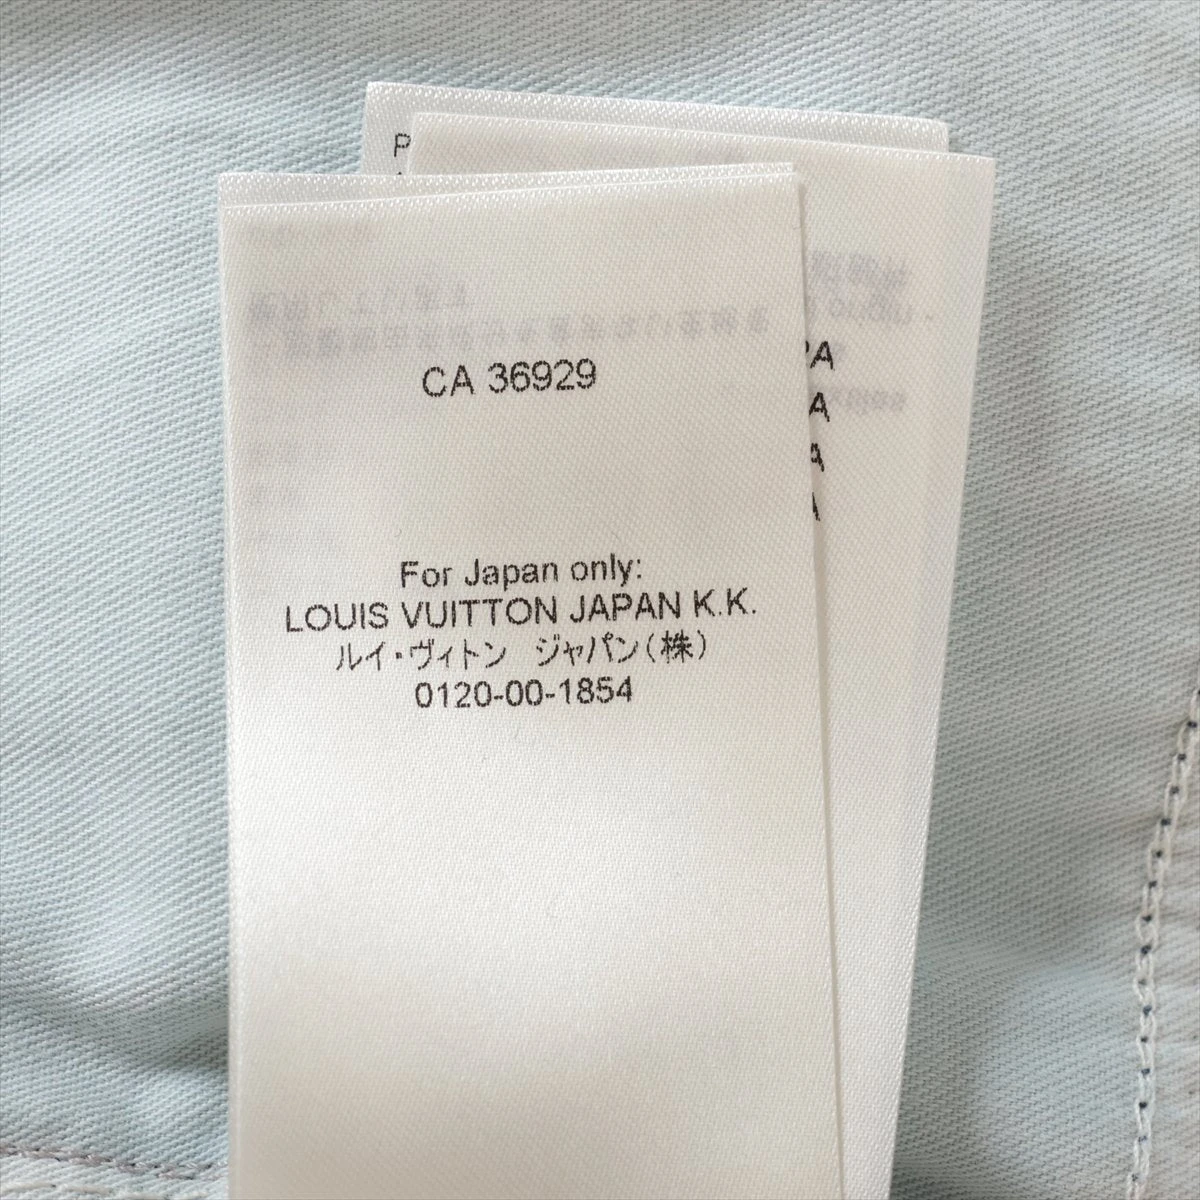 P
CA 36929
For Japan only:
LOUIS VUITTON JAPAN K.K.
ルイ・ヴィトン ジャパン(株)
0120-00-1854